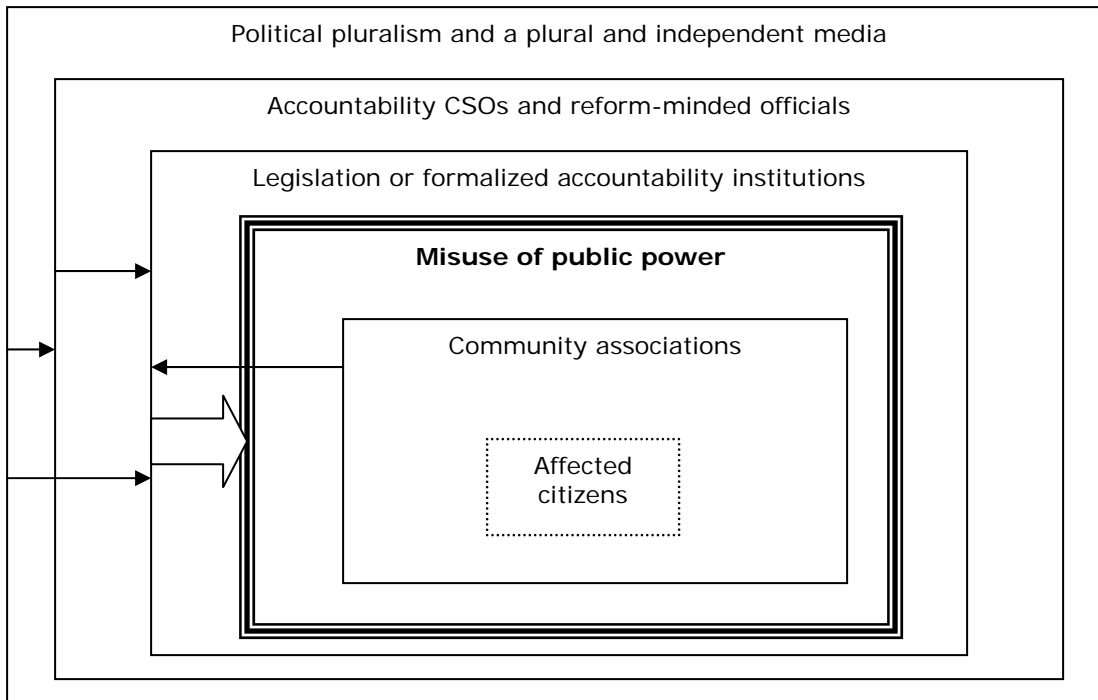 Political pluralism and a plural and independent media
Accountability CSOs and reform-minded officials
Legislation or formalized accountability institutions
Misuse of public power
Community associations
Affected
citizens